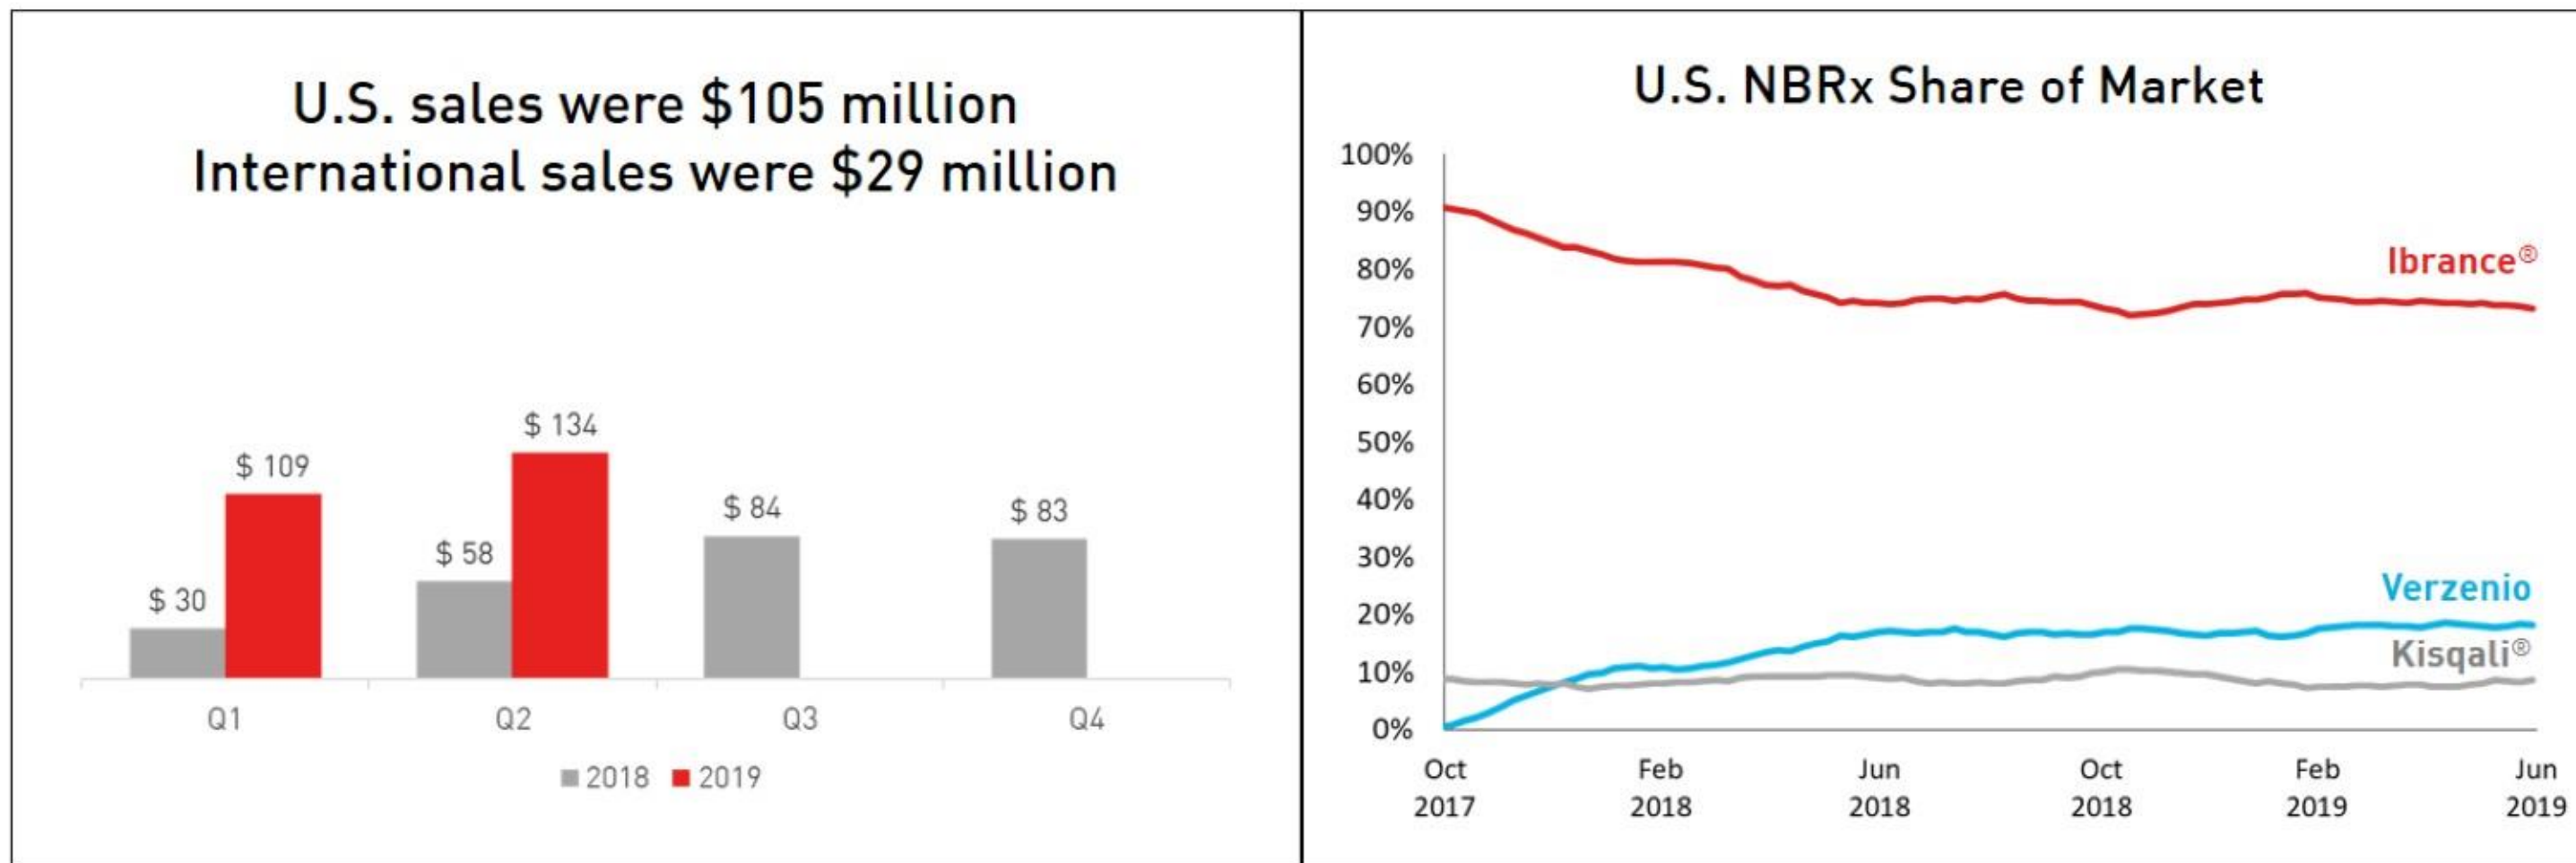 U.S. sales were $105 million
International sales were $29 million
$ 134
$ 109
$ 84
$ 83
$ 58
$ 30
Q1 Q2 Q3 Q4
2018 2019
U.S. NBRx Share of Market
100%
90%
80%
70%
60%
50%
40%
30%
20%
10%
0%
Ibrance®
Verzenio
Kisqali®
Oct Feb Jun Oct Feb Jun
2017 2018 2018 2018 2019 2019